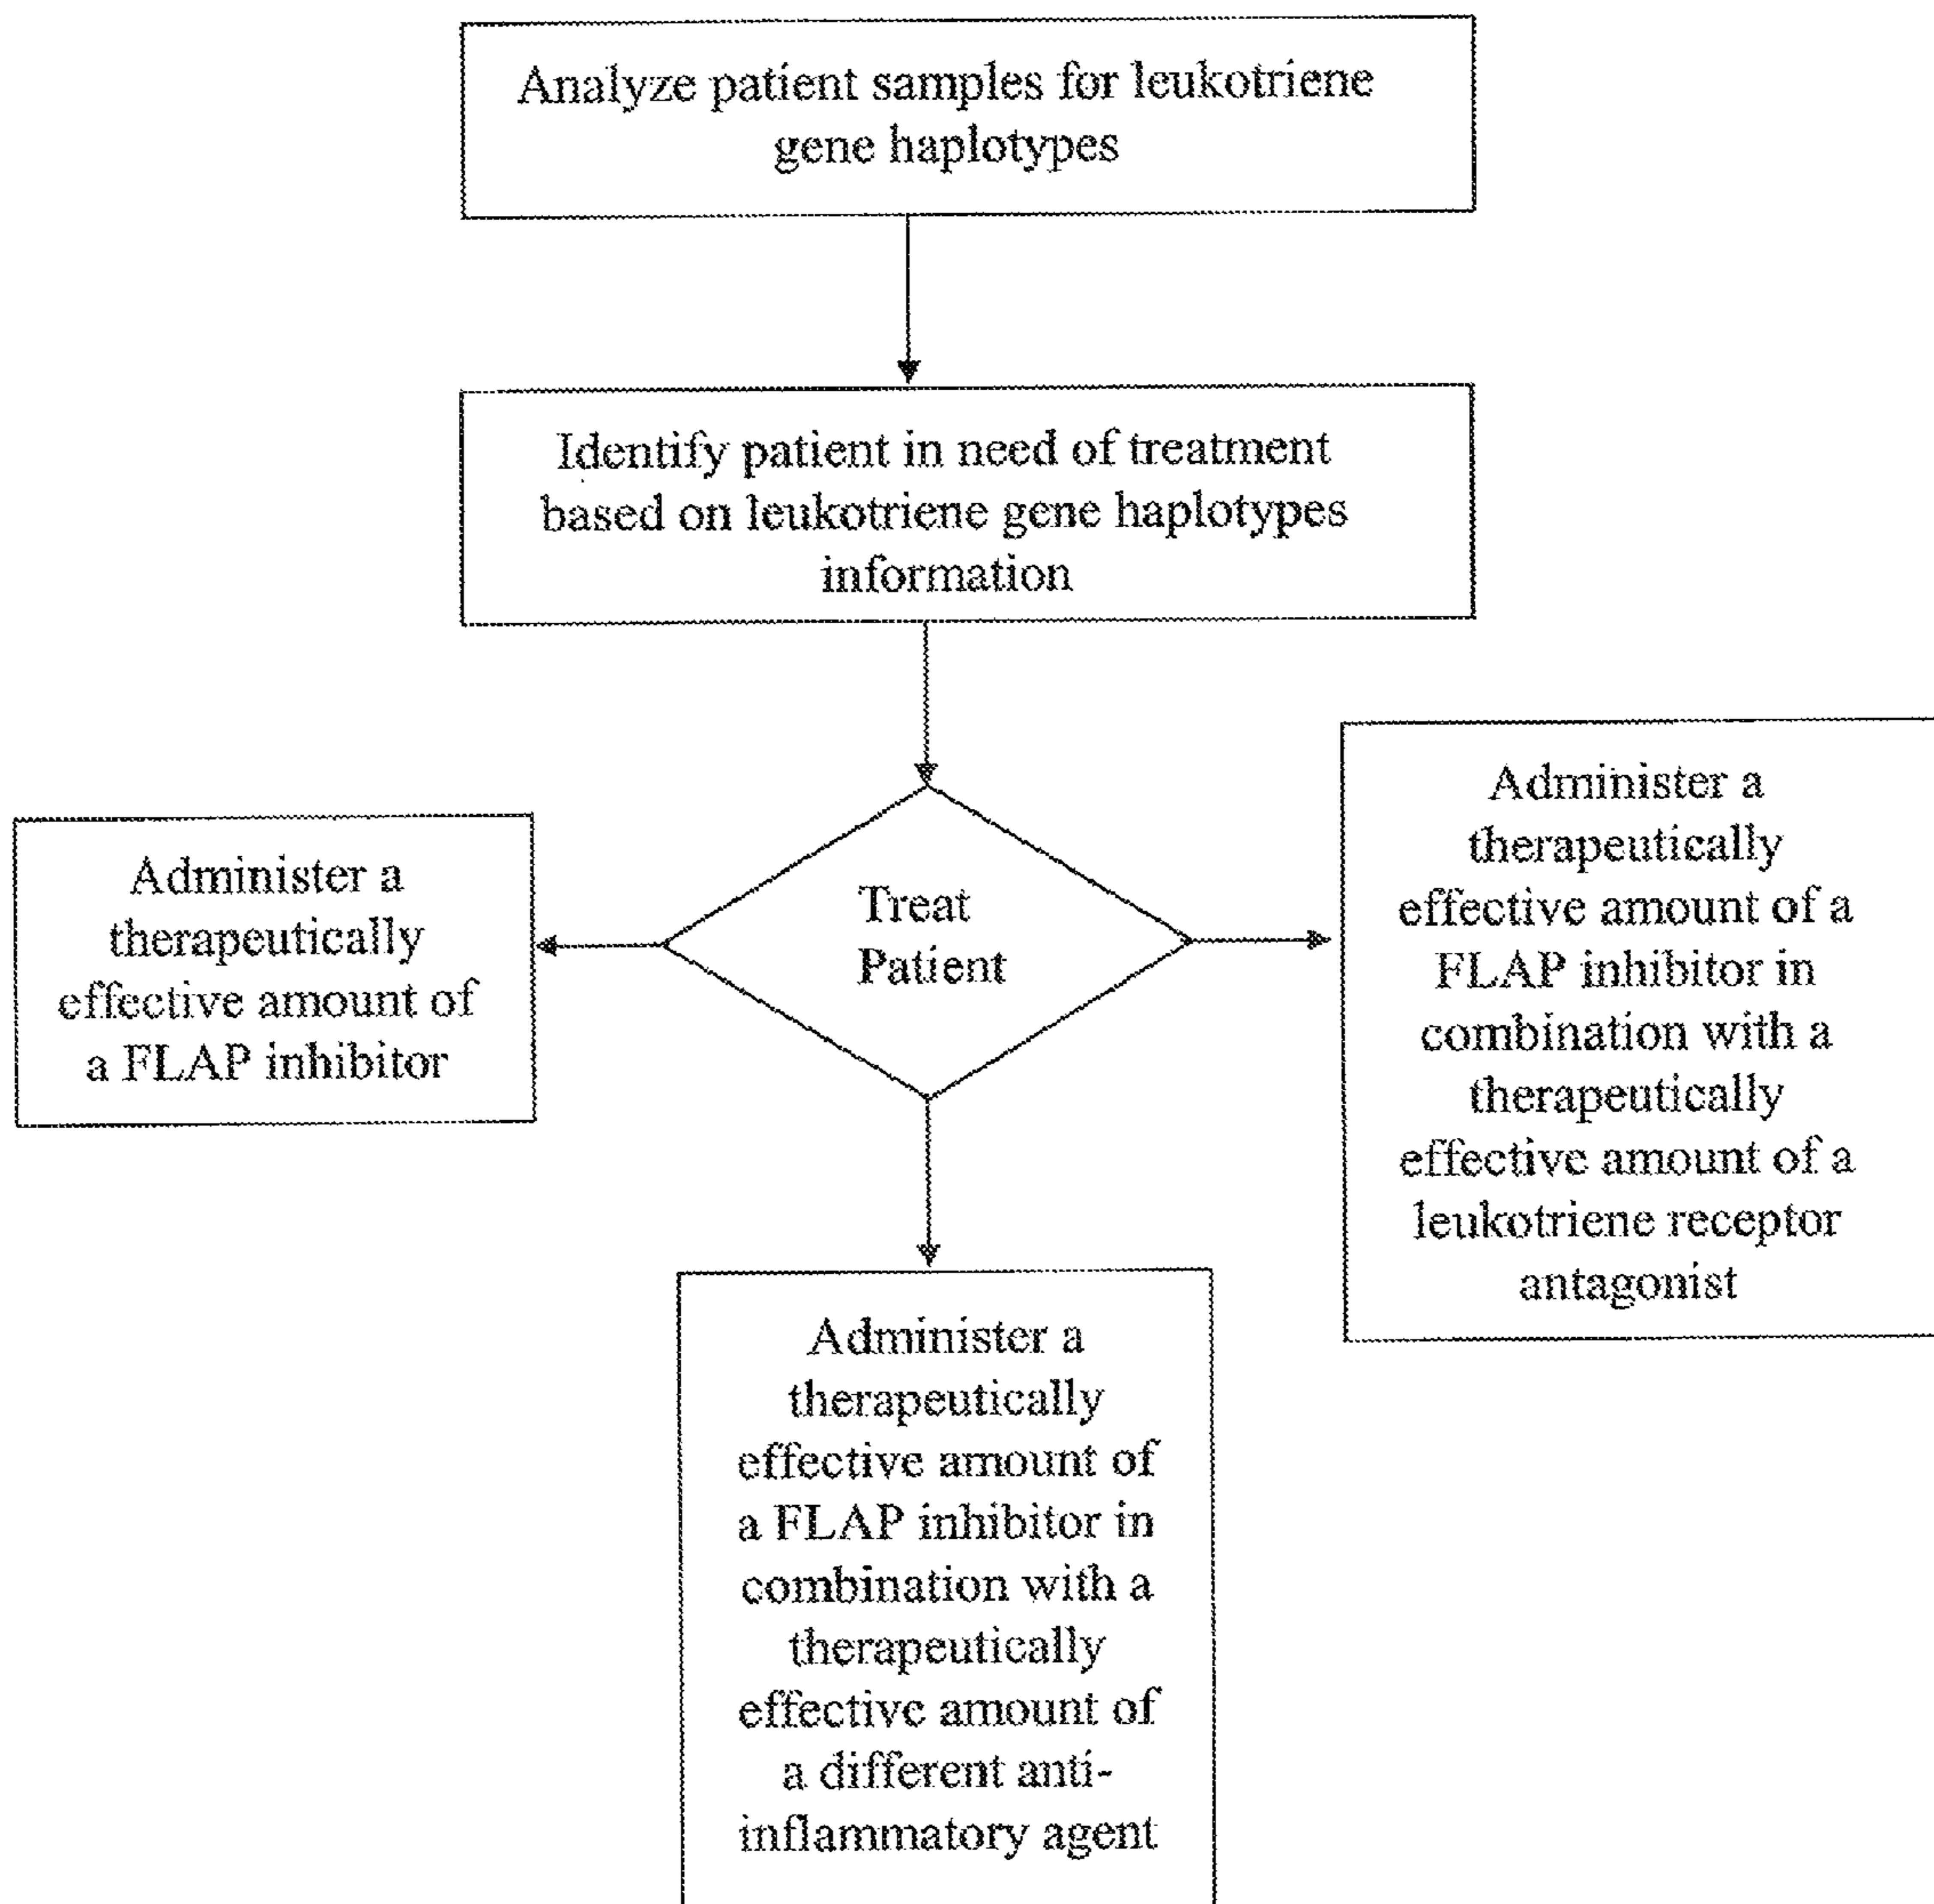 Analyze patient samples for leukotriene
gene haplotypes
Identify patient in need of treatment
based on leukotriene gene haplotypes
information
Treat
Patient
Administer a
therapeutically
effective amount of
a FLAP inhibitor
Administer a
therapeutically
effective amount of a
FLAP inhibitor in
combination with a
therapeutically
effective amount of a
leukotriene receptor
antagonist
Administer a
therapeutically
effective amount of
a FLAP inhibitor in
combination with a
therapeutically
effective amount of
a different anti-
inflammatory agent